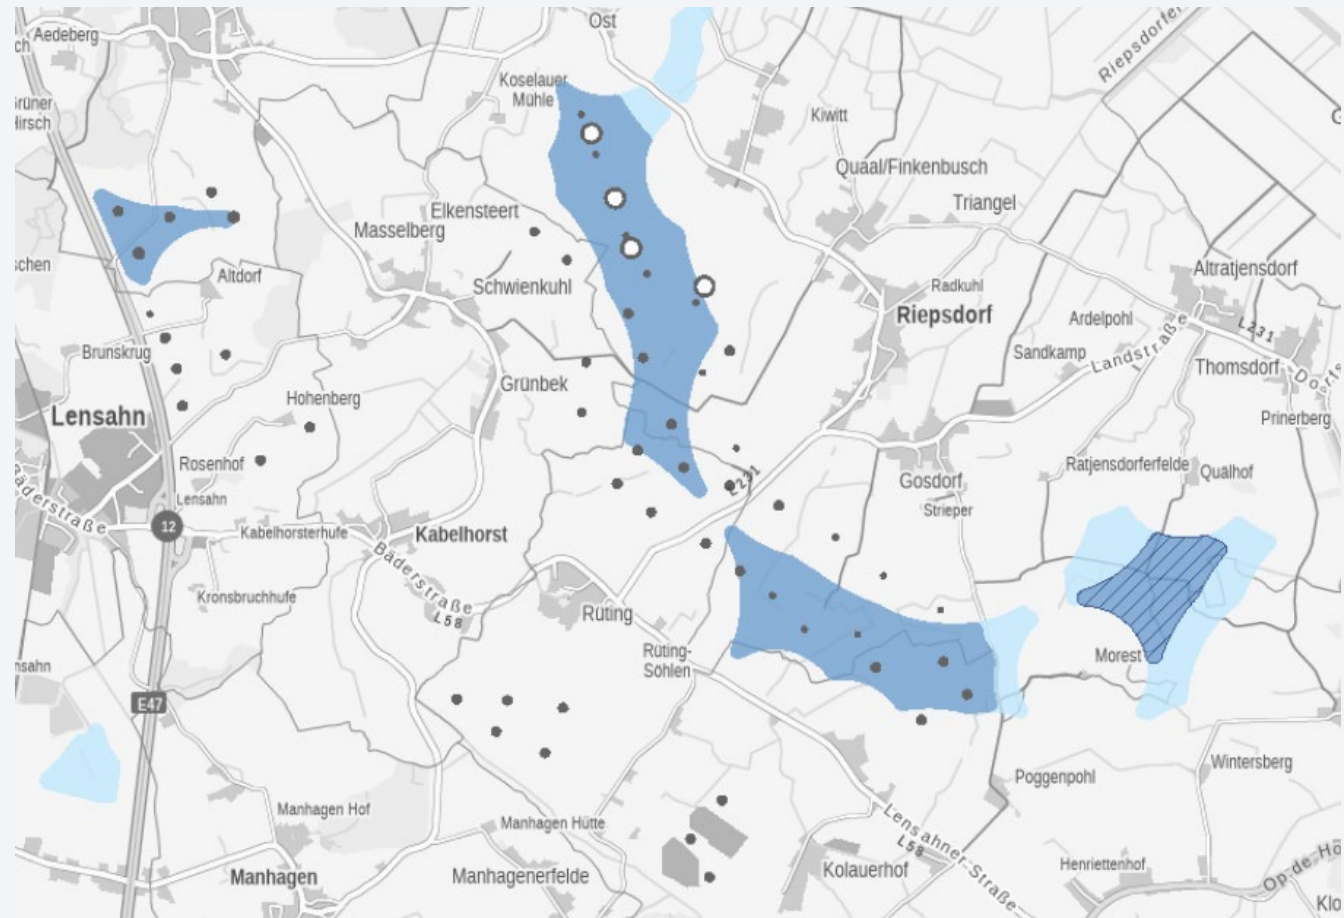 Ost
Aedeberg
Riepsdorfer
Koselauer
Mühle
Grüner
Hirsch
Kiwitt
Quaal/Finkenbusch
Triangel
Elkensteert
Masselberg
Altdorf
Schwienkuhl
Altratjensdorf
Radkuhl
Riepsdorf
Ardelpohl
L231
Brunskrug
Sandkamp
Landstraße
Thomsdorf
Grünbek
Lensahn
Hohenberg
Prinerberg
Rosenhof
Ratjensdorferfelde
Quälhof
Gosdorf
L231
Lensahn
Strieper
Bäderstraße
12
Kabelhorsterhufe
Kabelhorst
Bäderstraße
L58
Kronsbruchhufe
Rüting
Rüting-
Söhlen
Morest
E47
Wintersberg
Poggenpohl
Manhagen Hof
Manhagen Hütte
Lensahner-Straße
L58
Manhagen
Manhagenerfelde
Kolauerhof
Henriettenhof